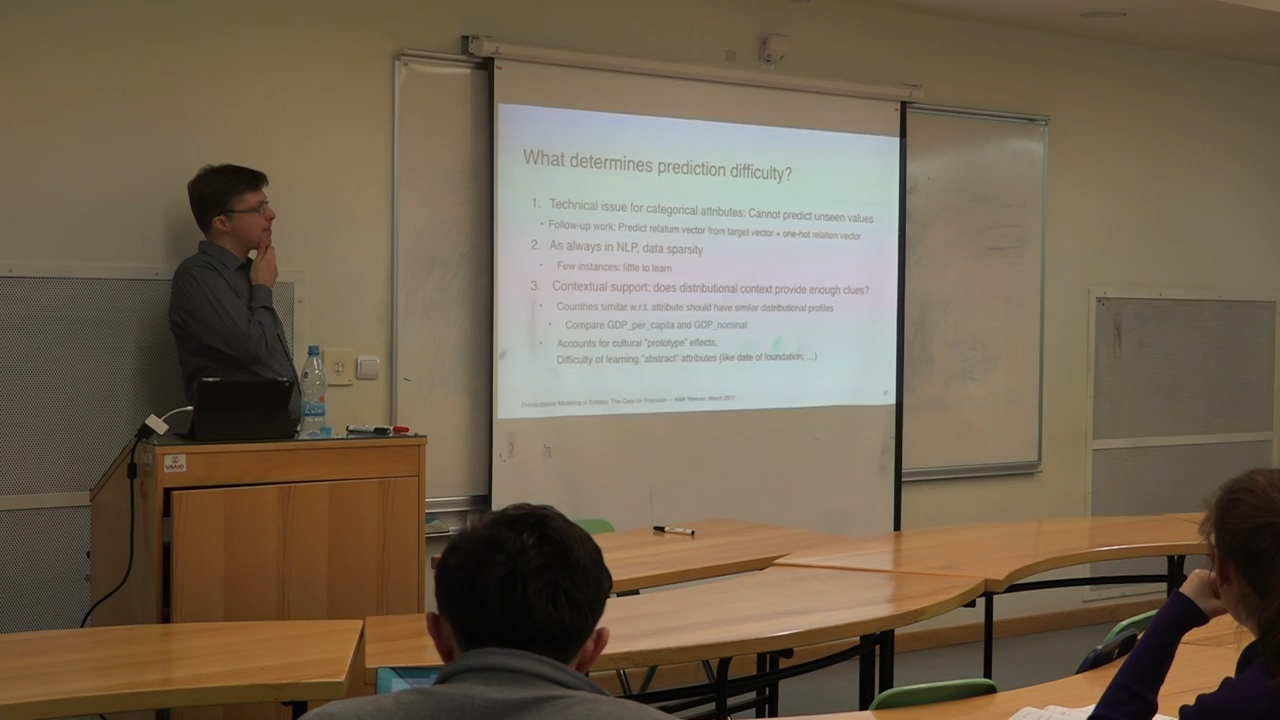 What determines prediction difficulty?
1. Technical issue for categorical attributes: Cannot predict unseen values
• Follow-up work: Predict relatum vector from target vector + one-hot relation vector
2. As always in NLP, data sparsity
• Few instances: little to learn
3. Contextual support: does distributional context provide enough clues?
• Countries similar w.r.t. attribute should have similar distributional profiles
• Compare GDP_per_capita and GDP_nominal
• Accounts for cultural "prototype" effects,
Difficulty of learning "abstract" attributes (like date of foundation, ...)
Distributional Modeling of Entities: The Case for March 2017
USAID